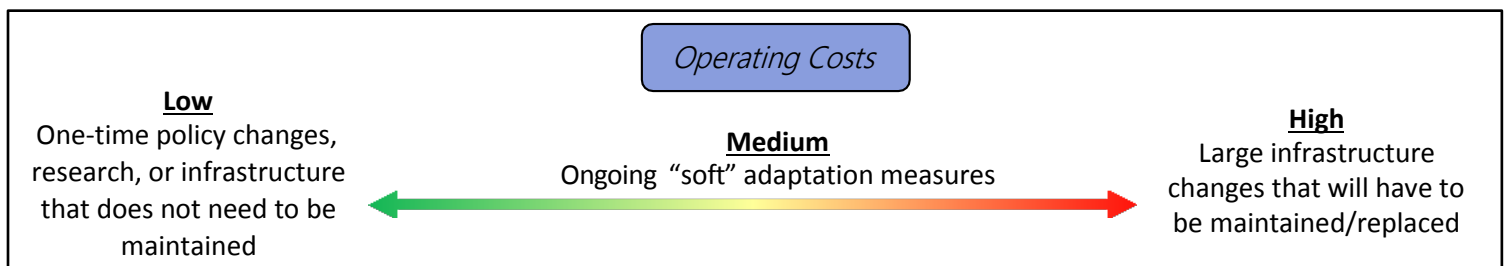 Operating Costs
Low
One-time policy changes,
research, or infrastructure
that does not need to be
maintained
Medium
Ongoing “soft” adaptation measures
High
Large infrastructure
changes that will have to
be maintained/replaced